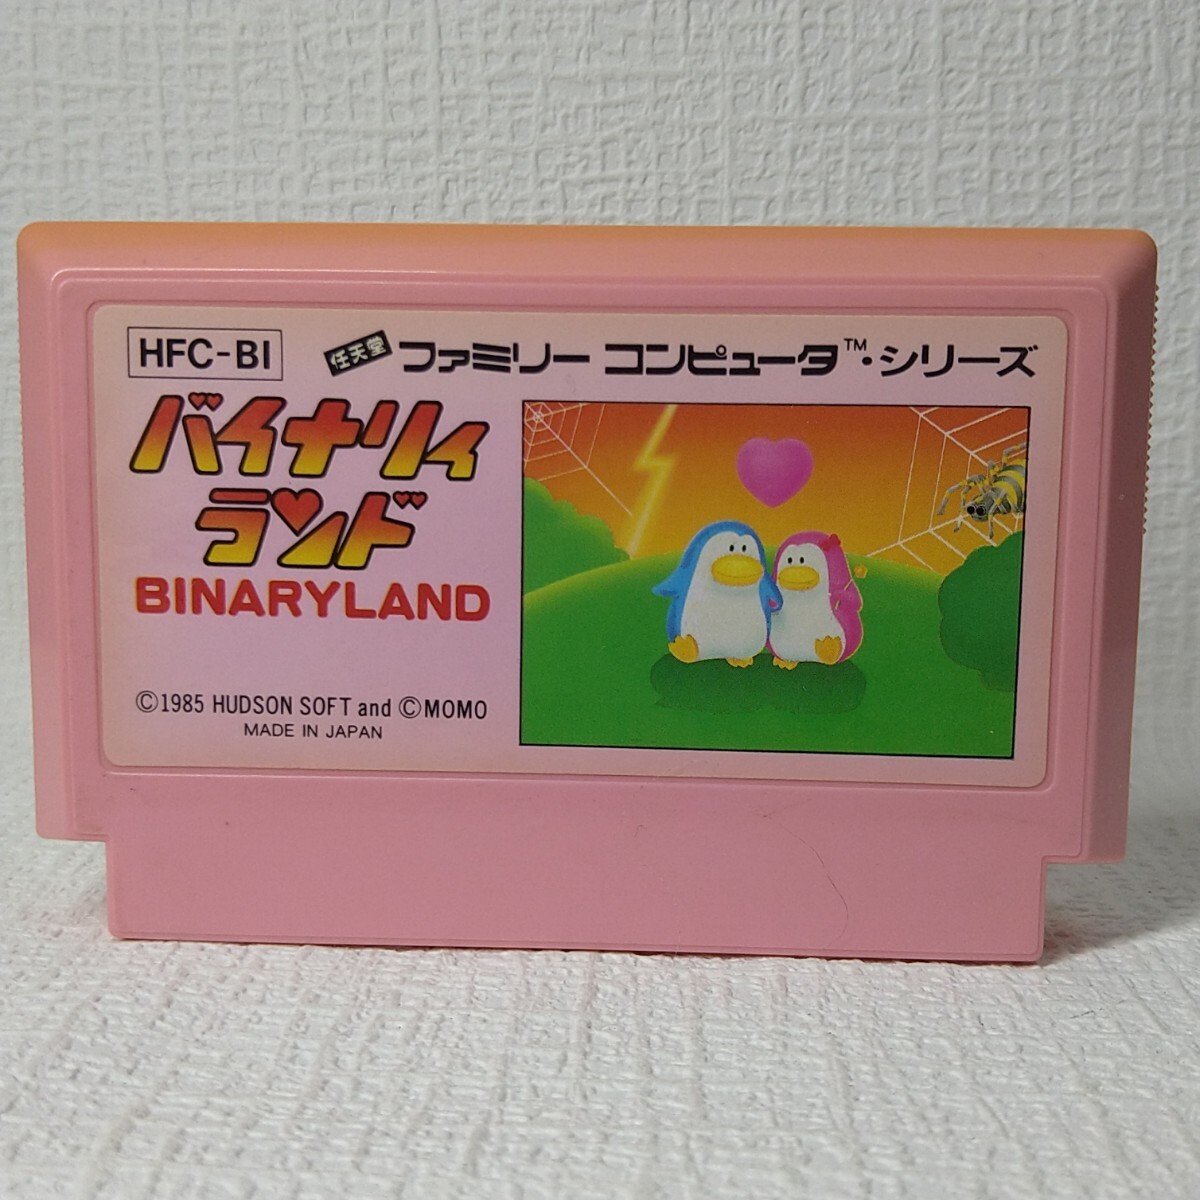 HFC-BI
任天堂 ファミリー コンピュータ™・シリーズ
バイナリィ
ランド
BINARYLAND
©1985 HUDSON SOFT and ©MOMO
MADE IN JAPAN